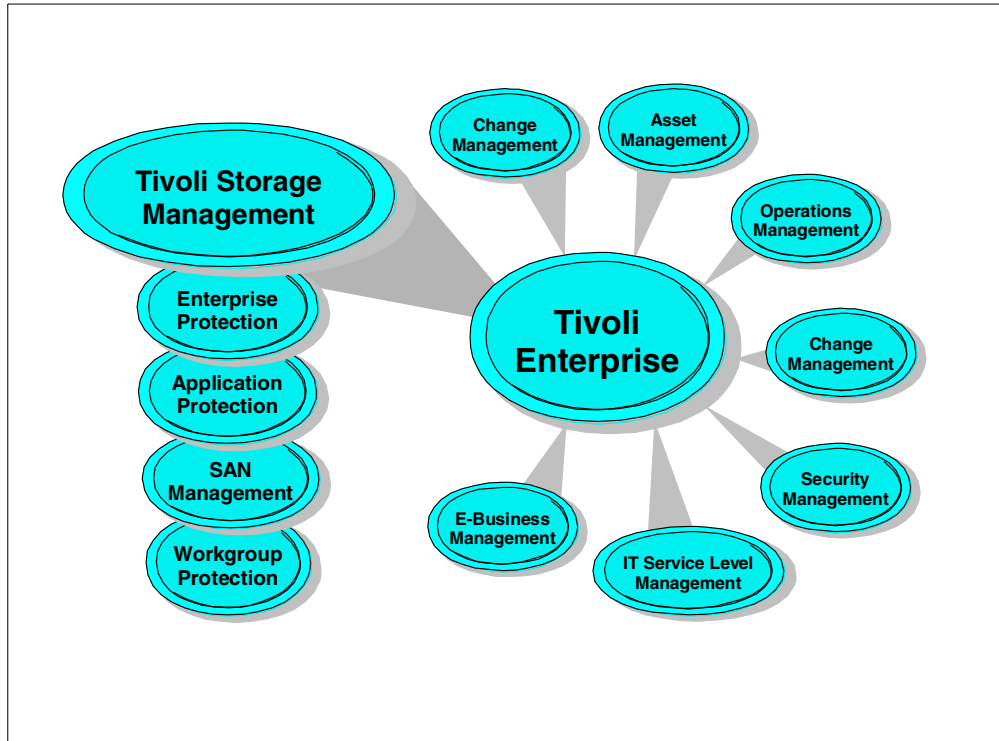 Tivoli Storage
Management
Enterprise
Protection
Application
Protection
SAN
Management
Workgroup
Protection
Tivoli
Enterprise
Change
Management
Asset
Management
Operations
Management
Change
Management
Security
Management
IT Service Level
Management
E-Business
Management